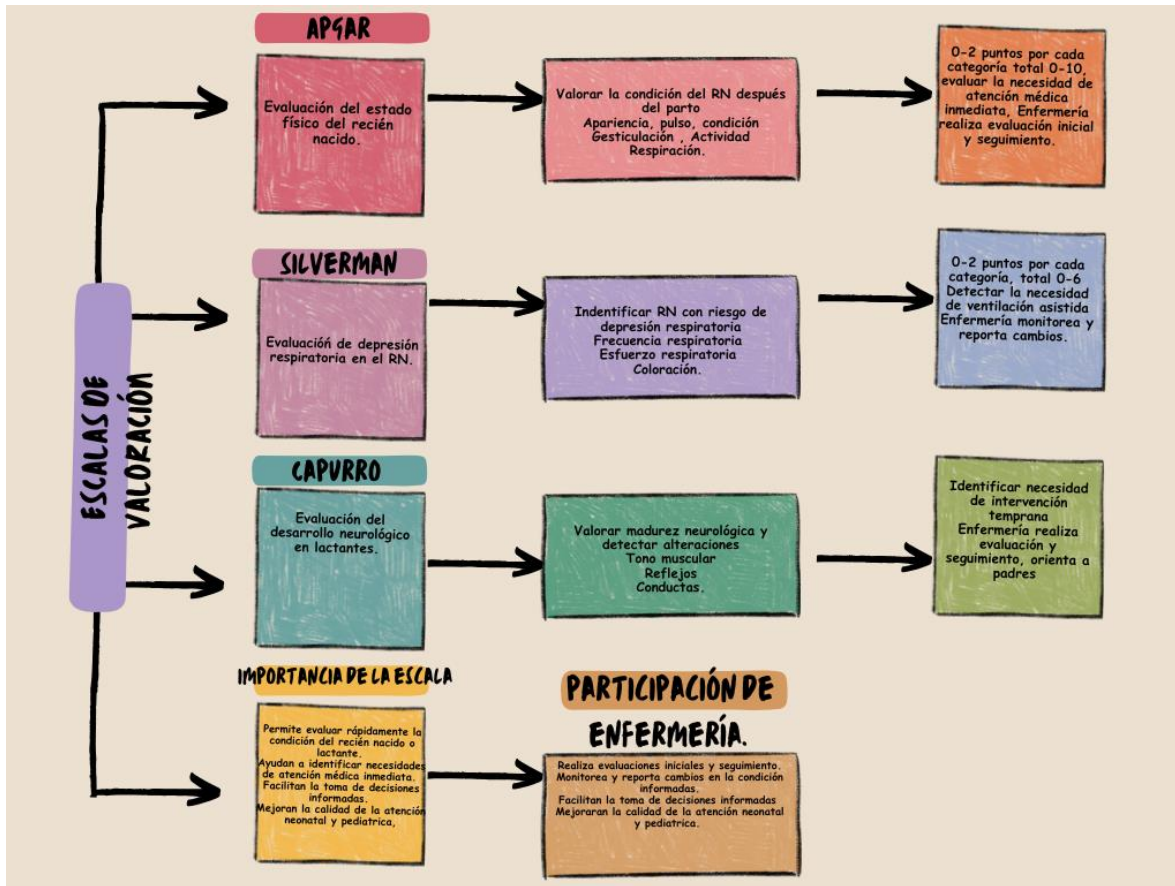 ESCALAS DE
VALORACIÓN
APGAR
Evaluación del estado
físico del recién
nacido.
Valorar la condición del RN después
del parto
Apariencia, pulso, condición
Gesticulación , Actividad
Respiración.
0-2 puntos por cada
categoría total 0-10,
evaluar la necesidad de
atención médica
inmediata, Enfermería
realiza evaluación inicial
y seguimiento.
SILVERMAN
Evaluación de depresión
respiratoria en el RN.
Indentificar RN con riesgo de
depresión respiratoria
Frecuencia respiratoria
Esfuerzo respiratoria
Coloración.
0-2 puntos por cada
categoría, total 0-6
Detectar la necesidad
de ventilación asistida
Enfermería monitorea y
reporta cambios.
CAPURRO
Evaluación del
desarrollo neurológico
en lactantes.
Valorar madurez neurológica y
detectar alteraciones
Tono muscular
Reflejos
Conductas.
Identificar necesidad
de intervención
temprana
Enfermería realiza
evaluación y
seguimiento, orienta a
padres
IMPORTANCIA DE LA ESCALA
Permite evaluar rápidamente la
condición del recién nacido o
lactante.
Ayudan a identificar necesidades
de atención médica inmediata.
Facilitan la toma de decisiones
informadas.
Mejoran la calidad de la atención
neonatal y pediatrica,
PARTICIPACIÓN DE
ENFERMERÍA.
Realiza evaluaciones iniciales y seguimiento.
Monitorea y reporta cambios en la condición
informadas.
Facilitan la toma de decisiones informadas
Mejoraran la calidad de la atención neonatal
y pediatrica.